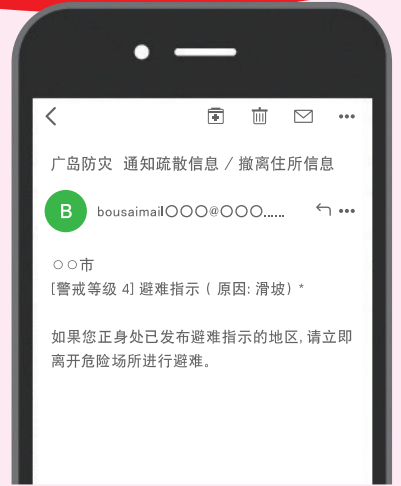 广岛防灾 通知疏散信息 / 撤离住所信息
B
bousaimail〇〇〇@〇〇〇......
○○市
[警戒等级 4] 避难指示 ( 原因: 滑坡) *
如果您正身处已发布避难指示的地区, 请立即
离开危险场所进行避难。